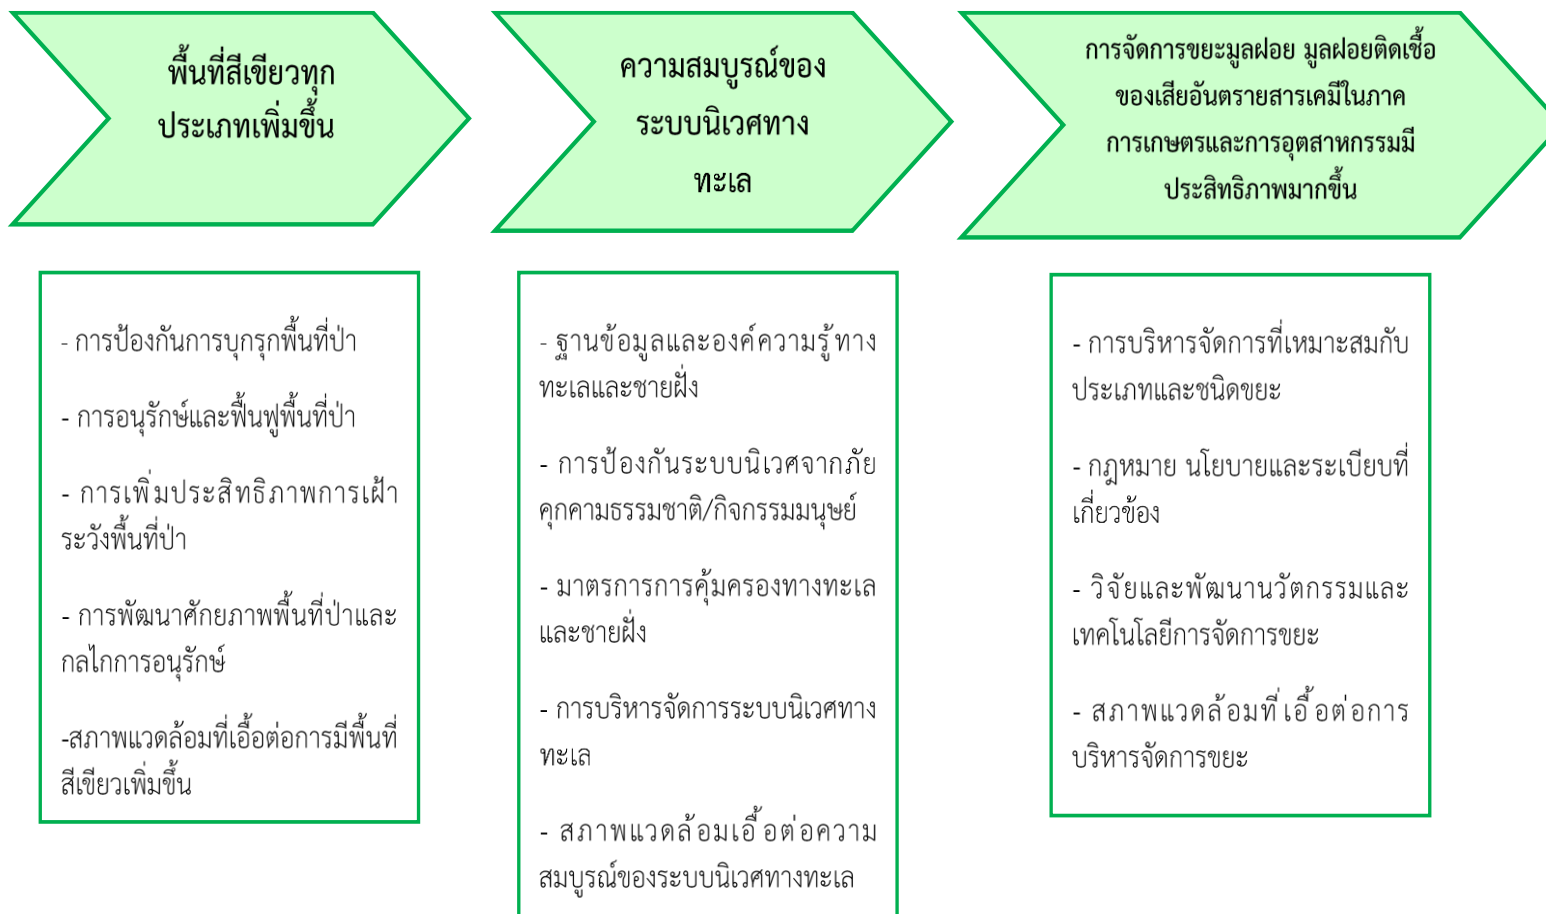 พื้นที่สีเขียวทุก
ประเภทเพิ่มขึ้น
ความสมบูรณ์ของ
ระบบนิเวศทาง
ทะเล
การจัดการขยะมูลฝอย มูลฝอยติดเชื้อ
ของเสียอันตรายสารเคมีในภาค
การเกษตรและการอุตสาหกรรมมี
ประสิทธิภาพมากขึ้น
- การป้องกันการบุกรุกพื้นที่ป่า
- การอนุรักษ์และฟื้นฟูพื้นที่ป่า
- การเพิ่มประสิทธิภาพการเฝ้า
ระวังพื้นที่ป่า
- การพัฒนาศักยภาพพื้นที่ป่าและ
กลไกการอนุรักษ์
-สภาพแวดล้อมที่เอื้อต่อการมีพื้นที่
สีเขียวเพิ่มขึ้น
- ฐานข้อมูลและองค์ความรู้ทาง
ทะเลและชายฝั่ง
- การป้องกันระบบนิเวศจากภัย
คุกคามธรรมชาติ/กิจกรรมมนุษย์
- มาตรการการคุ้มครองทางทะเล
และชายฝั่ง
- การบริหารจัดการระบบนิเวศทาง
ทะเล
- สภาพแวดล้อมเอื้อต่อความ
สมบูรณ์ของระบบนิเวศทางทะเล
- การบริหารจัดการที่เหมาะสมกับ
ประเภทและชนิดขยะ
- กฎหมาย นโยบายและระเบียบที่
เกี่ยวข้อง
- วิจัยและพัฒนานวัตกรรมและ
เทคโนโลยีการจัดการขยะ
- สภาพแวดล้อมที่เอื้อต่อการ
บริหารจัดการขยะ